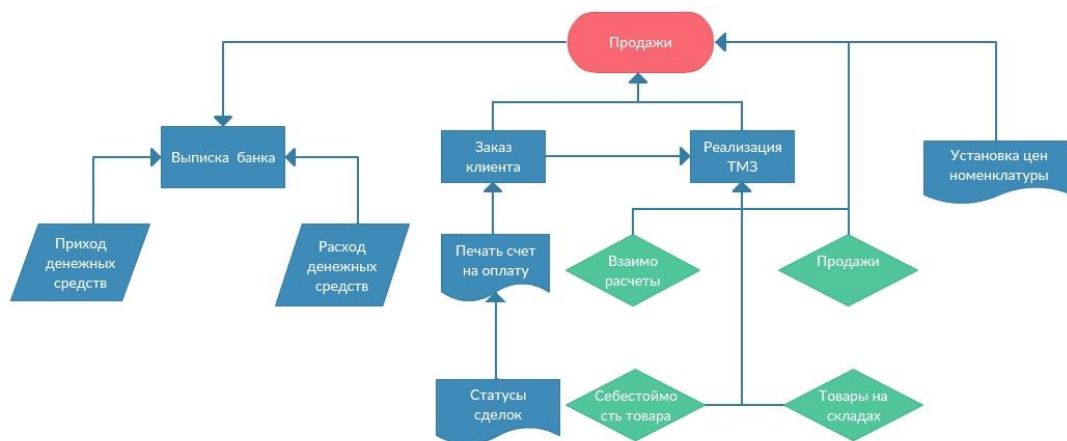 Продажи
Выписка банка
Заказ
клиента
Реализация
ТМЗ
Установка цен
номенклатуры
Приход
денежных
средств
Расход
денежных
средств
Печать счет
на оплату
Взаимо
расчеты
Продажи
Статусы
сделок
Себестоймо
сть товара
Товары на
складах